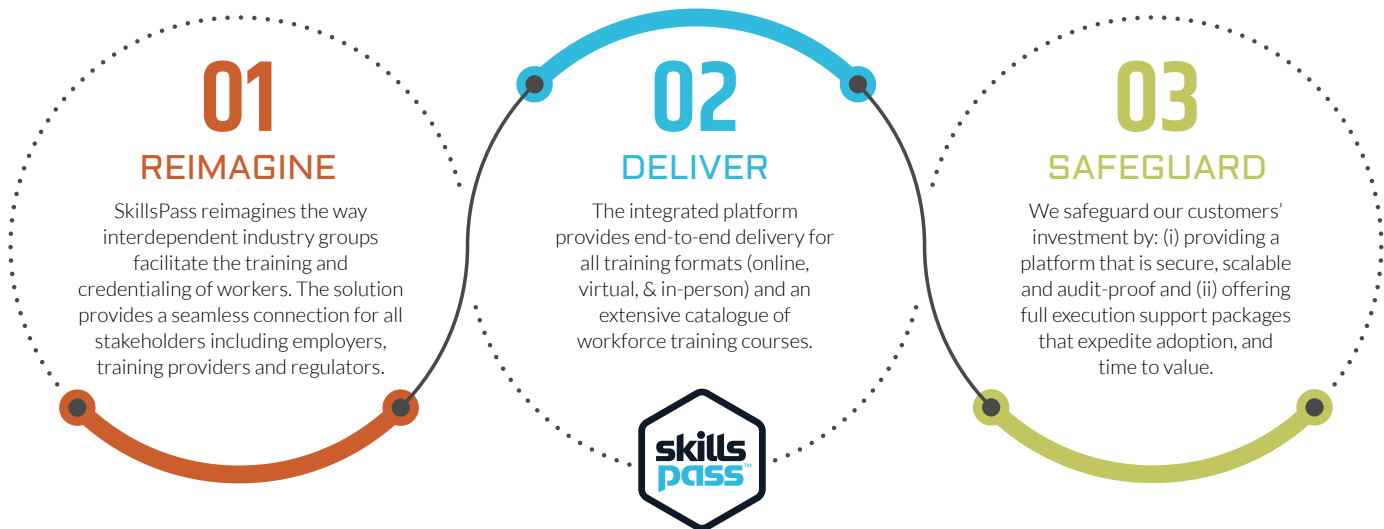 01
REIMAGINE
SkillsPass reimagines the way
interdependent industry groups
facilitate the training and
credentialing of workers. The solution
provides a seamless connection for all
stakeholders including employers,
training providers and regulators.
02
DELIVER
The integrated platform
provides end-to-end delivery for
all training formats (online,
virtual, & in-person) and an
extensive catalogue of
workforce training courses.
skills
pass™
03
SAFEGUARD
We safeguard our customers’
investment by: (i) providing a
platform that is secure, scalable
and audit-proof and (ii) offering
full execution support packages
that expedite adoption, and
time to value.